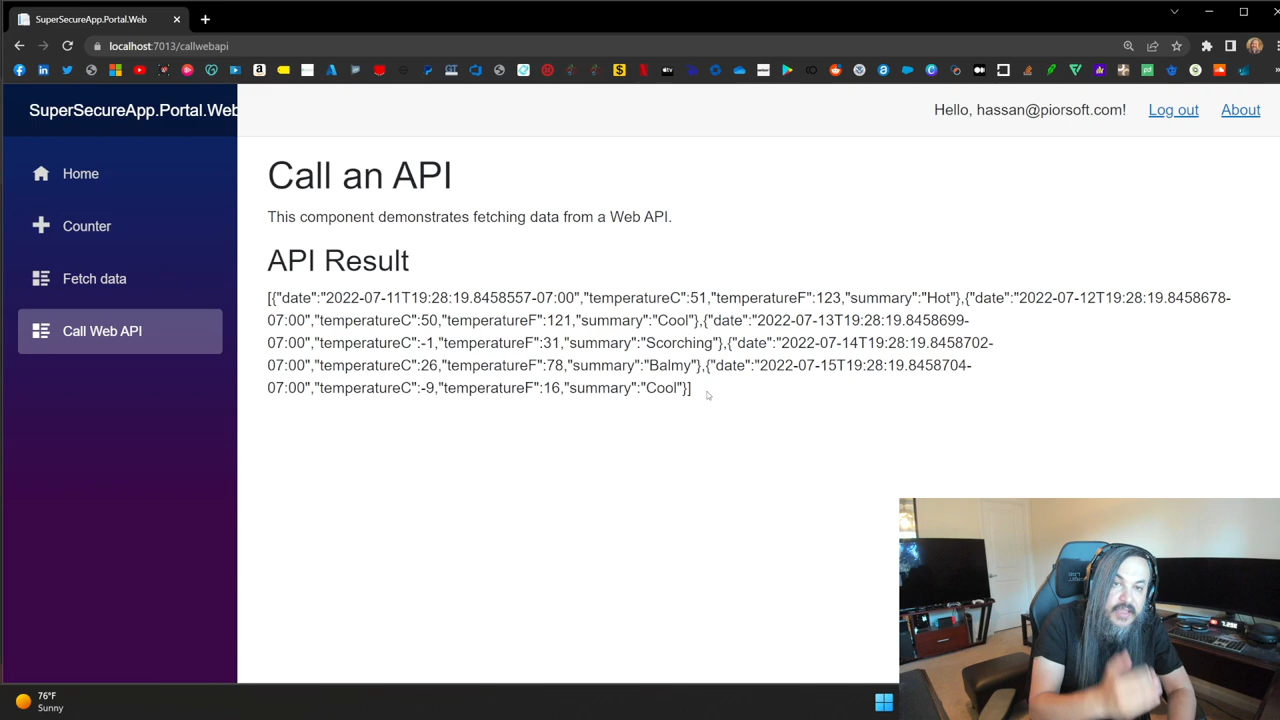 SuperSecureApp.Portal.Web
localhost:7013/callwebapi
SuperSecureApp.Portal.Web
Hello, hassan@piorsoft.com!
Log out
About
Home
Counter
Fetch data
Call Web API
Call an API
This component demonstrates fetching data from a Web API.
API Result
[{"date":"2022-07-11T19:28:19.8458557-07:00","temperatureC":51,"temperatureF":123,"summary":"Hot"},{"date":"2022-07-12T19:28:19.8458678-
07:00","temperatureC":50,"temperatureF":121,"summary":"Cool"},{"date":"2022-07-13T19:28:19.8458699-
07:00","temperatureC":-1,"temperatureF":31,"summary":"Scorching"},{"date":"2022-07-14T19:28:19.8458702-
07:00","temperatureC":26,"temperatureF":78,"summary":"Balmy"},{"date":"2022-07-15T19:28:19.8458704-
07:00","temperatureC":-9,"temperatureF":16,"summary":"Cool"}]
76°F
Sunny